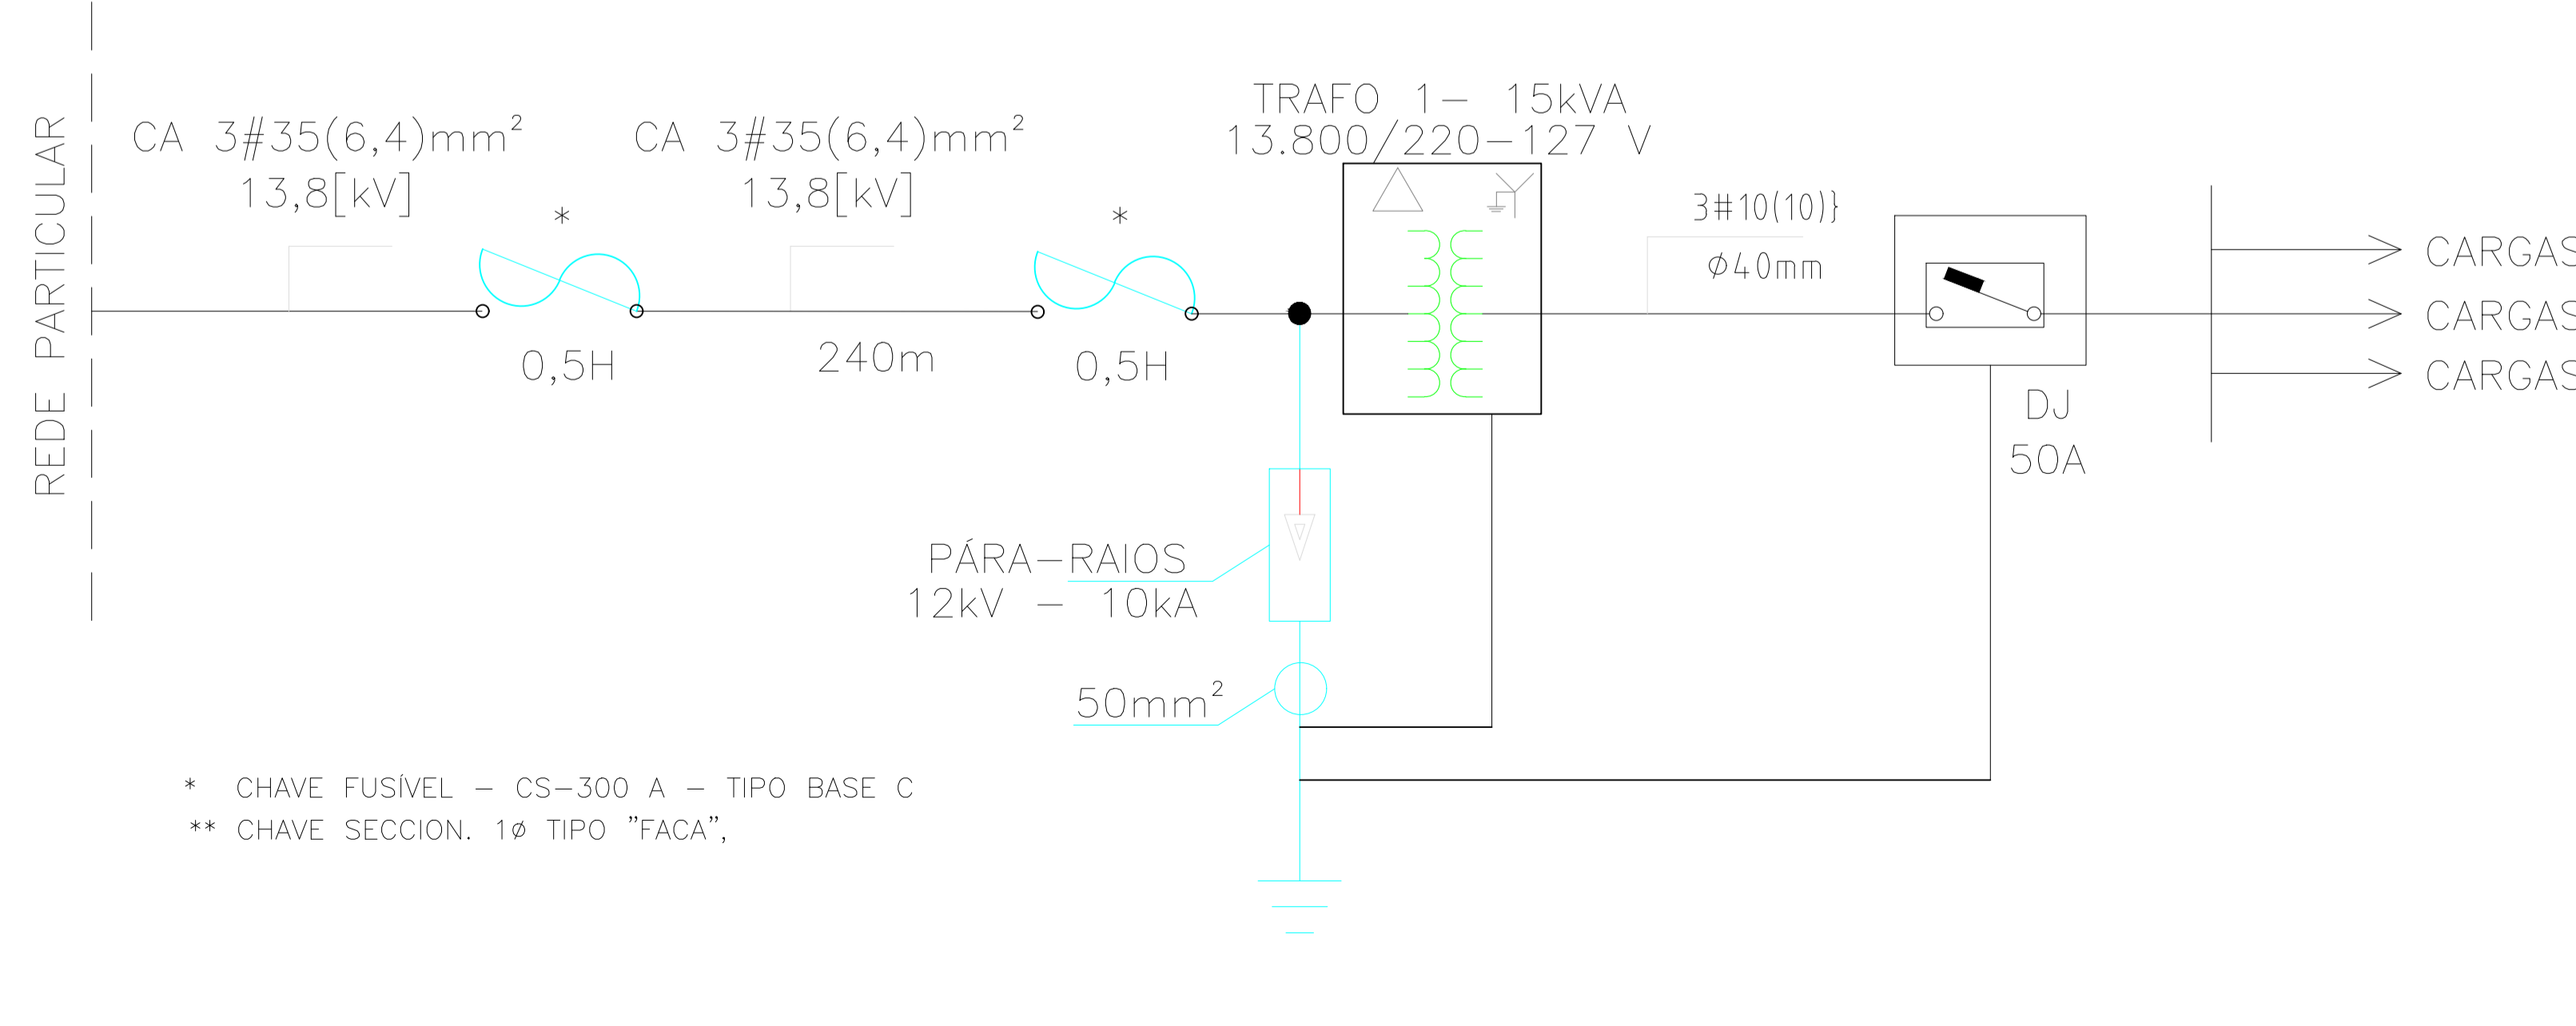 REDE PARTICULAR
CA 3#35(6,4)mm²
13,8[kV]
*
0,5H
CA 3#35(6,4)mm²
13,8[kV]
240m
*
0,5H
TRAFO 1- 15kVA
13.800/220-127 V
3#10(10)}
ø40mm
DJ
50A
CARGAS
CARGAS
CARGAS
PÁRA-RAIOS
12kV - 10kA
50mm²
* CHAVE FUSÍVEL - CS-300 A - TIPO BASE C
** CHAVE SECCION. 1ø TIPO "FACA",